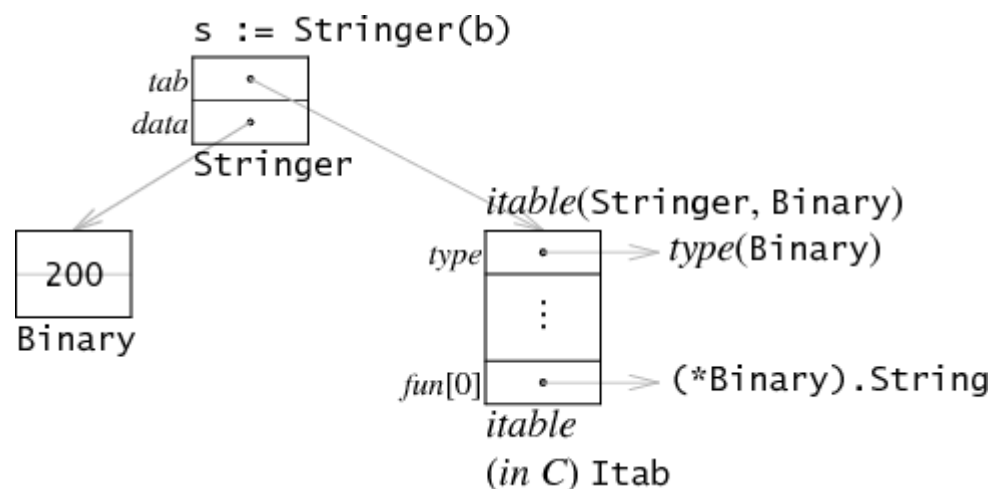 s := Stringer(b)
tab
data
Stringer
itable(Stringer, Binary)
type
type(Binary)
200
⋮
Binary
fun[0]
(*Binary).String
itable
(in C) Itab